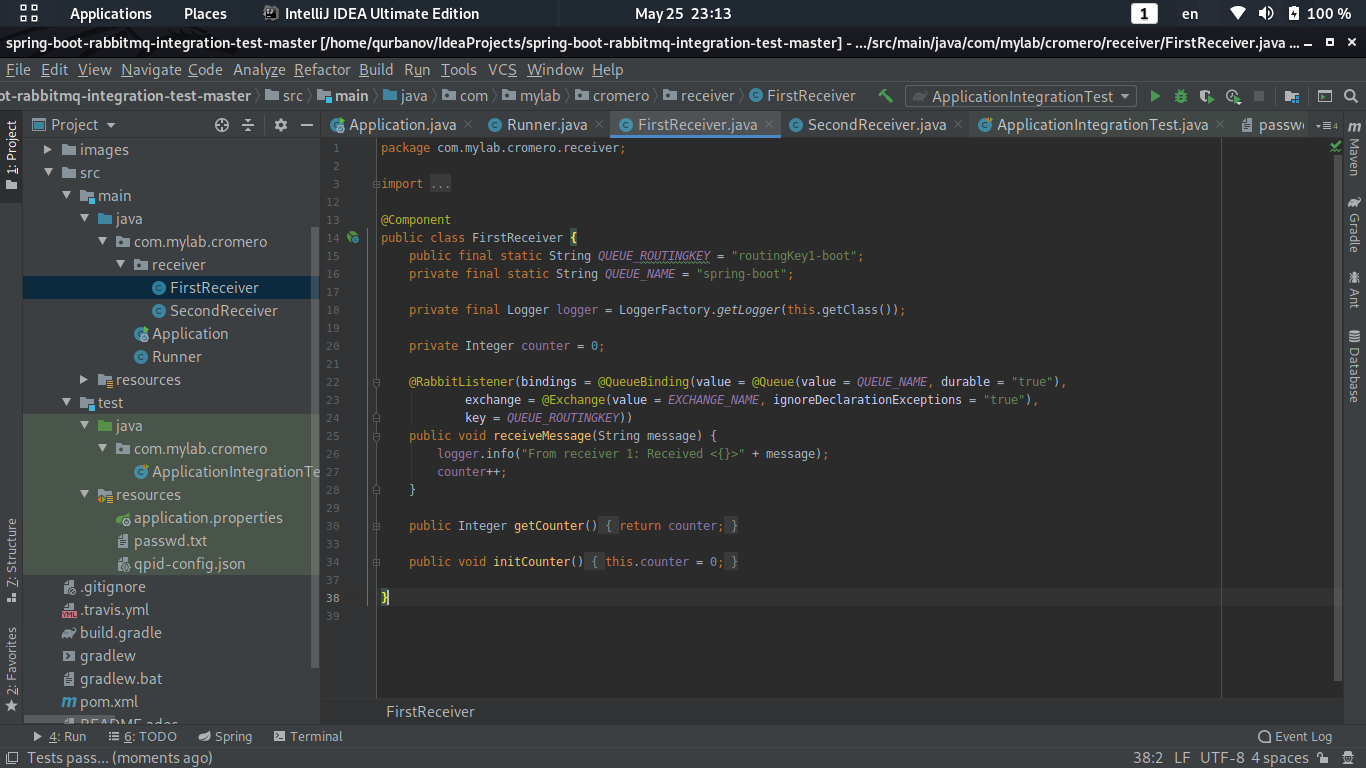 Applications Places IntelliJ IDEA Ultimate Edition May 25 23:13 1 en 100 %
spring-boot-rabbitmq-integration-test-master [/home/qurbanov/IdeaProjects/spring-boot-rabbitmq-integration-test-master] - .../src/main/java/com/mylab/cromero/receiver/FirstReceiver.java ...
File Edit View Navigate Code Analyze Refactor Build Run Tools VCS Window Help
ot-rabbitmq-integration-test-master src main java com mylab cromero receiver FirstReceiver ApplicationIntegrationTest
1: Project
7: Structure
2: Favorites
Project
images
src
main
java
com.mylab.cromero
receiver
FirstReceiver
SecondReceiver
Application
Runner
resources
test
java
com.mylab.cromero
ApplicationIntegrationTe
resources
application.properties
passwd.txt
qpid-config.json
.gitignore
.travis.yml
build.gradle
gradlew
gradlew.bat
pom.xml
README.adoc
Application.java Runner.java FirstReceiver.java SecondReceiver.java ApplicationIntegrationTest.java passw 4
1 package com.mylab.cromero.receiver;
2
3 import ...
12
13 @Component
14 public class FirstReceiver {
15 public final static String QUEUE_ROUTINGKEY = "routingKey1-boot";
16 private final static String QUEUE_NAME = "spring-boot";
17
18 private final Logger logger = LoggerFactory.getLogger(this.getClass());
19
20 private Integer counter = 0;
21
22 @RabbitListener(bindings = @QueueBinding(value = @Queue(value = QUEUE_NAME, durable = "true"),
23 exchange = @Exchange(value = EXCHANGE_NAME, ignoreDeclarationExceptions = "true"),
24 key = QUEUE_ROUTINGKEY))
25 public void receiveMessage(String message) {
26 logger.info("From receiver 1: Received <{}>" + message);
27 counter++;
28 }
29
30 public Integer getCounter() { return counter; }
33
34 public void initCounter() { this.counter = 0; }
37
38 }
39
FirstReceiver
Maven
Gradle
Ant
Database
4: Run 6: TODO Spring Terminal Event Log
Tests pass... (moments ago) 38:2 LF UTF-8 4 spaces